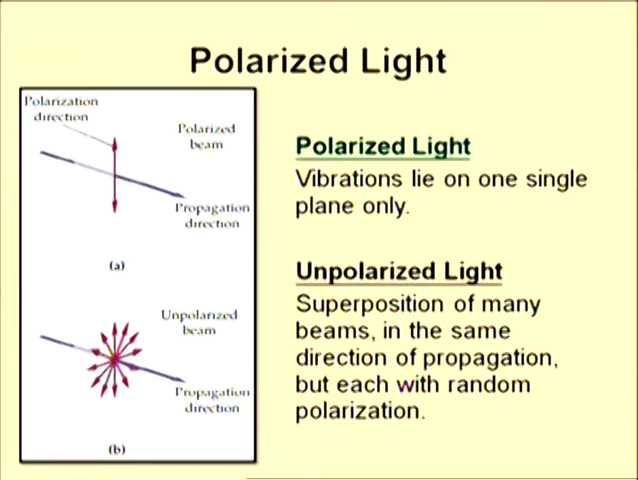 Polarized Light
Polarization
direction
Polarized
beam
Propagation
direction
(a)
Unpolarized
beam
Propagation
direction
(b)
Polarized Light
Vibrations lie on one single
plane only.
Unpolarized Light
Superposition of many
beams, in the same
direction of propagation,
but each with random
polarization.